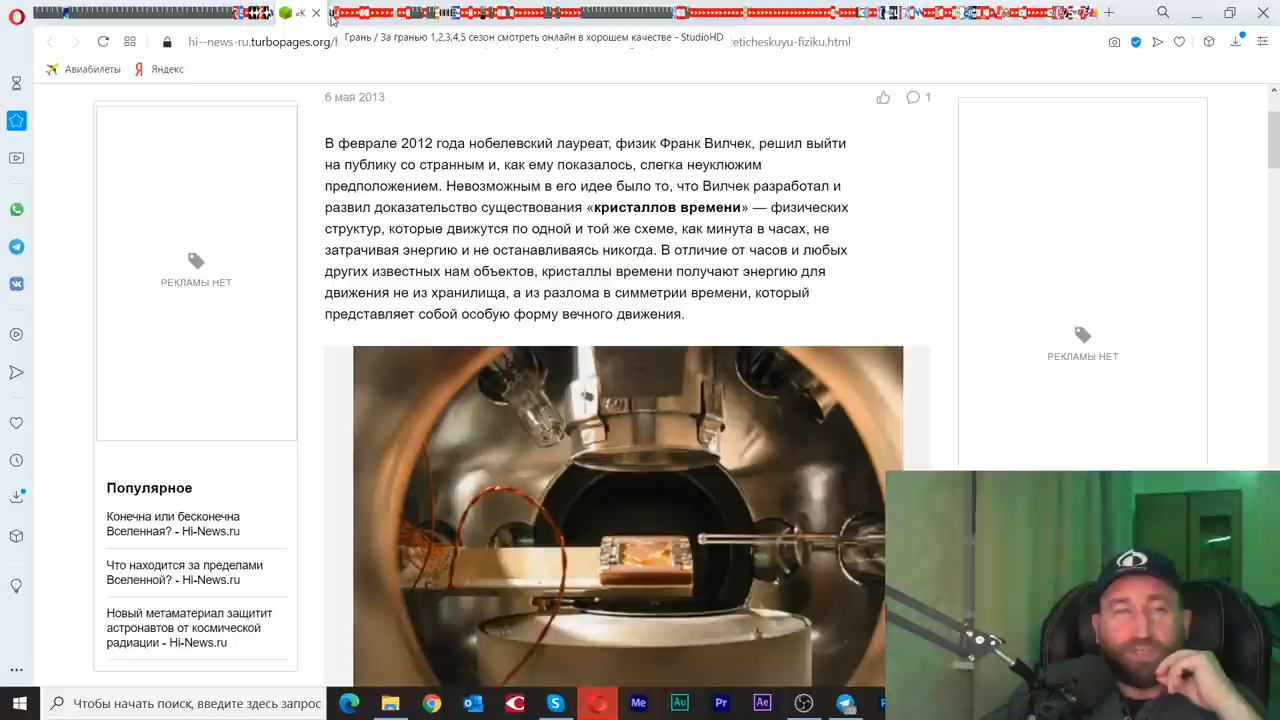 «К
hi--news-ru.turbopages.org/
eticheskuyu-fiziku.html
Грань / За гранью 1,2,3,4,5 сезон смотреть онлайн в хорошем качестве - StudioHD
Авиабилеты
Яндекс
6 мая 2013
1
В феврале 2012 года нобелевский лауреат, физик Франк Вилчек, решил выйти
на публику со странным и, как ему показалось, слегка неуклюжим
предположением. Невозможным в его идее было то, что Вилчек разработал и
развил доказательство существования «кристаллов времени» — физических
структур, которые движутся по одной и той же схеме, как минута в часах, не
затрачивая энергию и не останавливаясь никогда. В отличие от часов и любых
других известных нам объектов, кристаллы времени получают энергию для
движения не из хранилища, а из разлома в симметрии времени, который
представляет собой особую форму вечного движения.
РЕКЛАМЫ НЕТ
РЕКЛАМЫ НЕТ
Популярное
Конечна или бесконечна
Вселенная? - Hi-News.ru
Что находится за пределами
Вселенной? - Hi-News.ru
Новый метаматериал защитит
астронавтов от космической
радиации - Hi-News.ru
Чтобы начать поиск, введите здесь запрос
Me
Au
Pr
Ae